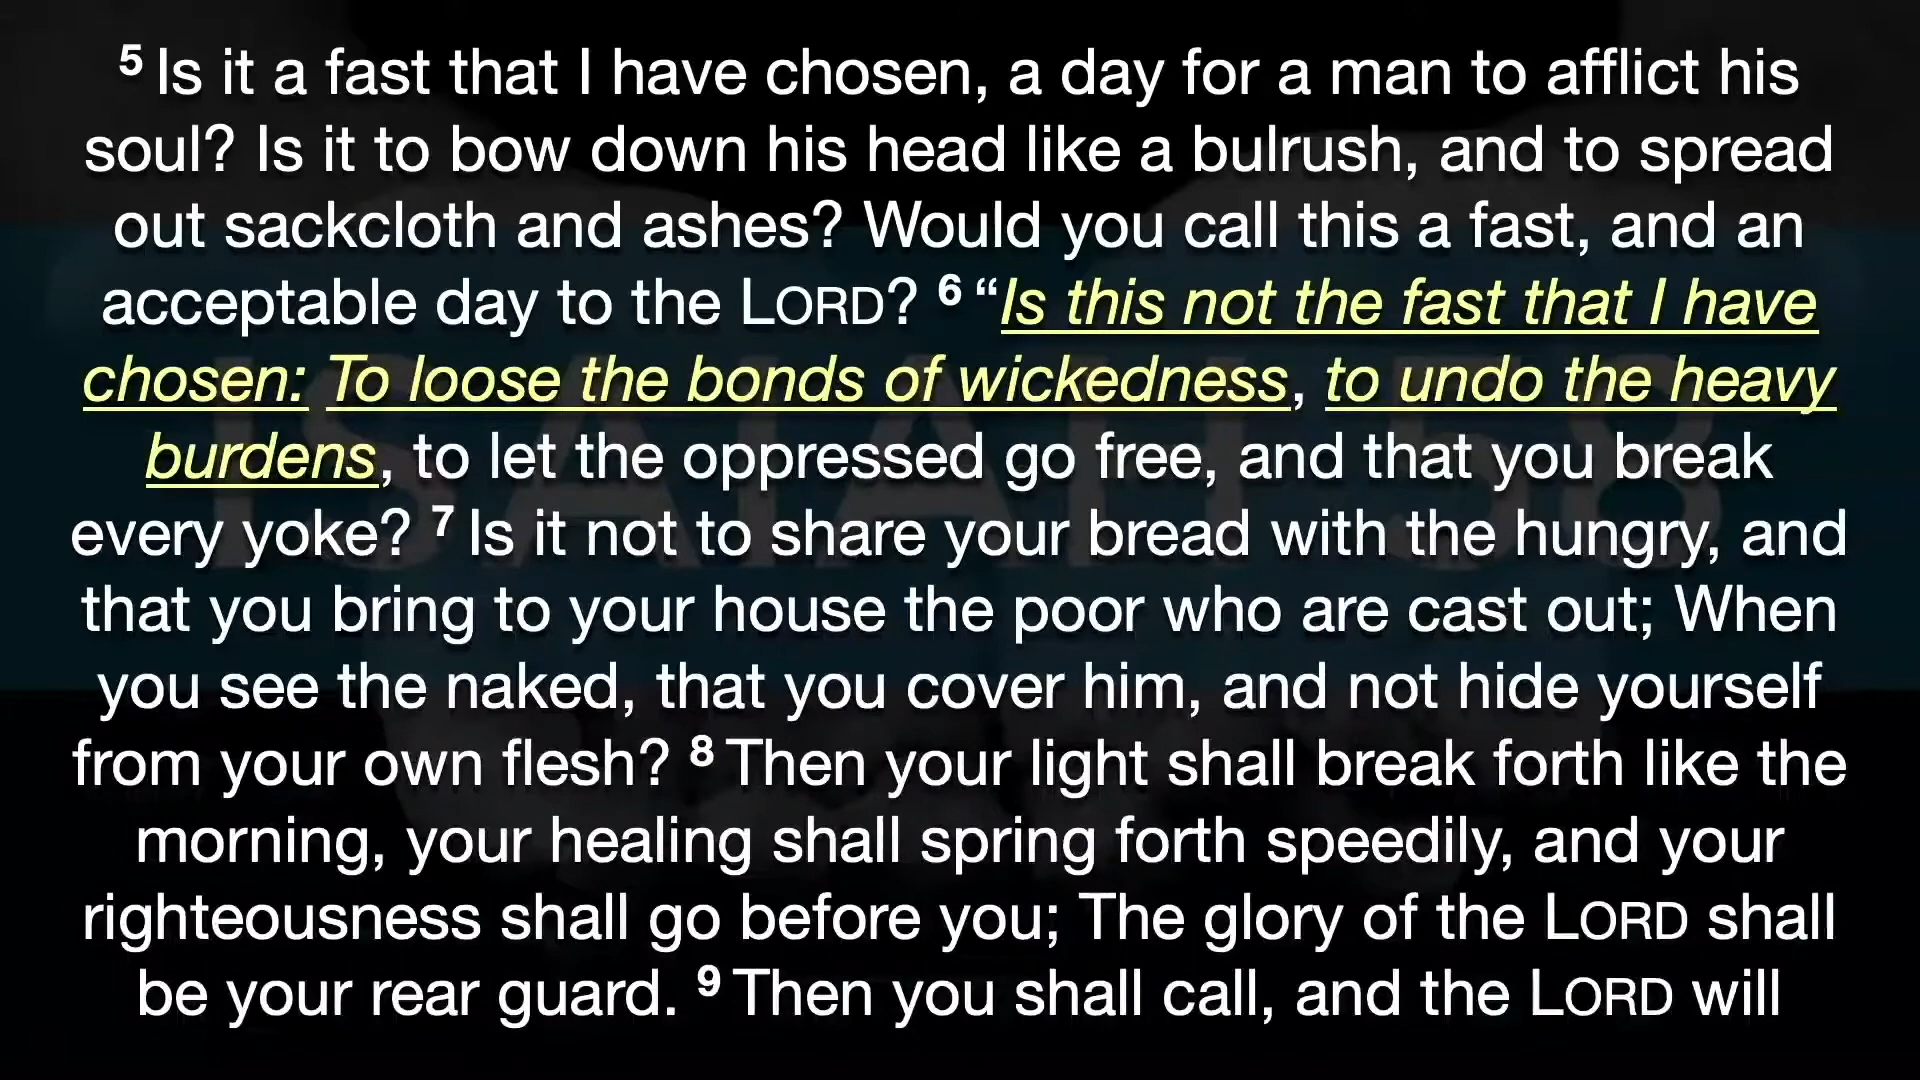 5 Is it a fast that I have chosen, a day for a man to afflict his
soul? Is it to bow down his head like a bulrush, and to spread
out sackcloth and ashes? Would you call this a fast, and an
acceptable day to the LORD? 6 “Is this not the fast that I have
chosen: To loose the bonds of wickedness, to undo the heavy
burdens, to let the oppressed go free, and that you break
every yoke? 7 Is it not to share your bread with the hungry, and
that you bring to your house the poor who are cast out; When
you see the naked, that you cover him, and not hide yourself
from your own flesh? 8 Then your light shall break forth like the
morning, your healing shall spring forth speedily, and your
righteousness shall go before you; The glory of the LORD shall
be your rear guard. 9 Then you shall call, and the LORD will
ISAIAH 58